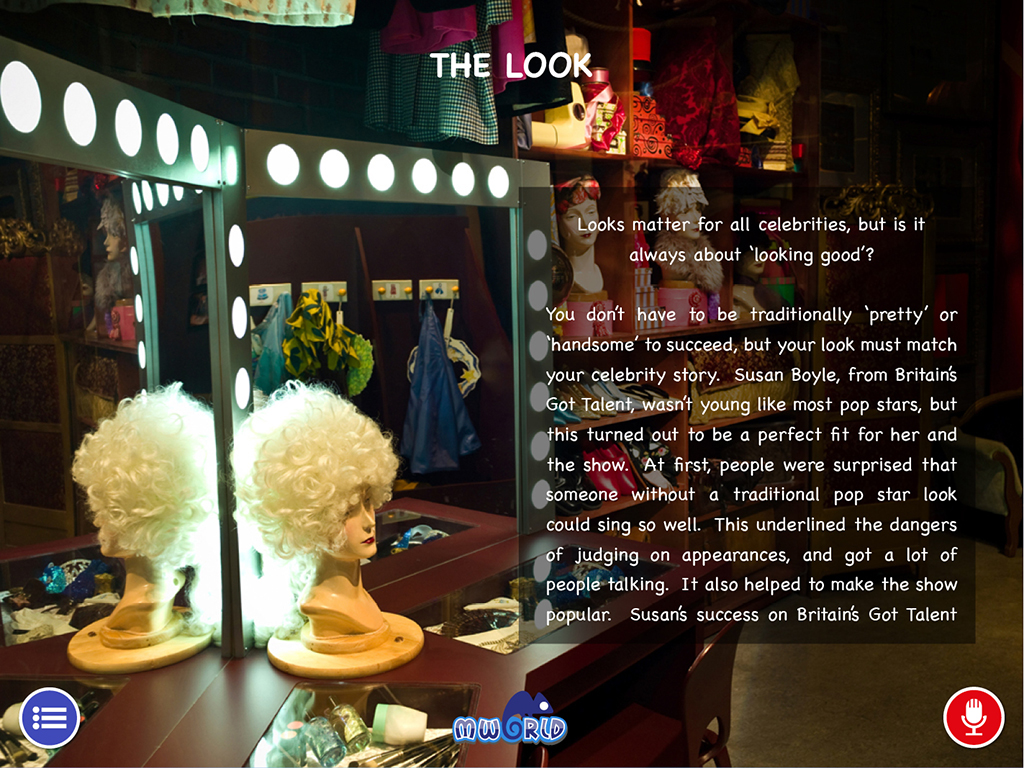 THE LOOK
Looks matter for all celebrities, but is it
always about ‘looking good’?
You don’t have to be traditionally ‘pretty’ or
‘handsome’ to succeed, but your look must match
your celebrity story. Susan Boyle, from Britain’s
Got Talent, wasn’t young like most pop stars, but
this turned out to be a perfect fit for her and
the show. At first, people were surprised that
someone without a traditional pop star look
could sing so well. This underlined the dangers
of judging on appearances, and got a lot of
people talking. It also helped to make the show
popular. Susan’s success on Britain’s Got Talent
MWORLD